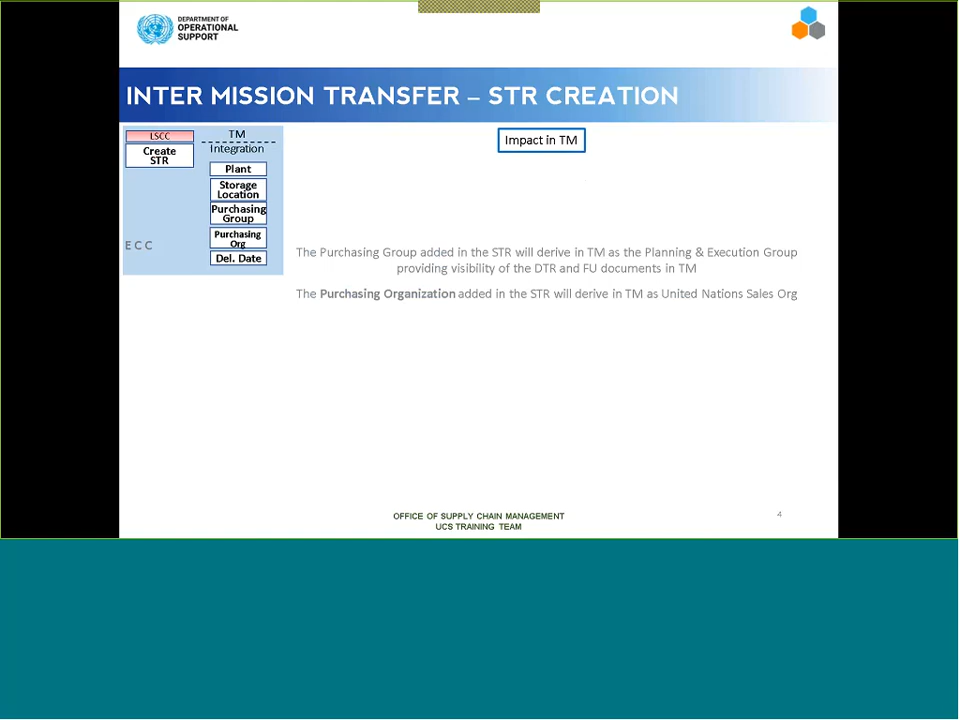 DEPARTMENT OF
OPERATIONAL
SUPPORT
INTER MISSION TRANSFER – STR CREATION
LSCC
Create
STR
ECC
TM
Integration
Plant
Storage
Location
Purchasing
Group
Purchasing
Org
Del. Date
Impact in TM
The Purchasing Group added in the STR will derive in TM as the Planning & Execution Group
providing visibility of the DTR and FU documents in TM
The Purchasing Organization added in the STR will derive in TM as United Nations Sales Org
OFFICE OF SUPPLY CHAIN MANAGEMENT
UCS TRAINING TEAM
4